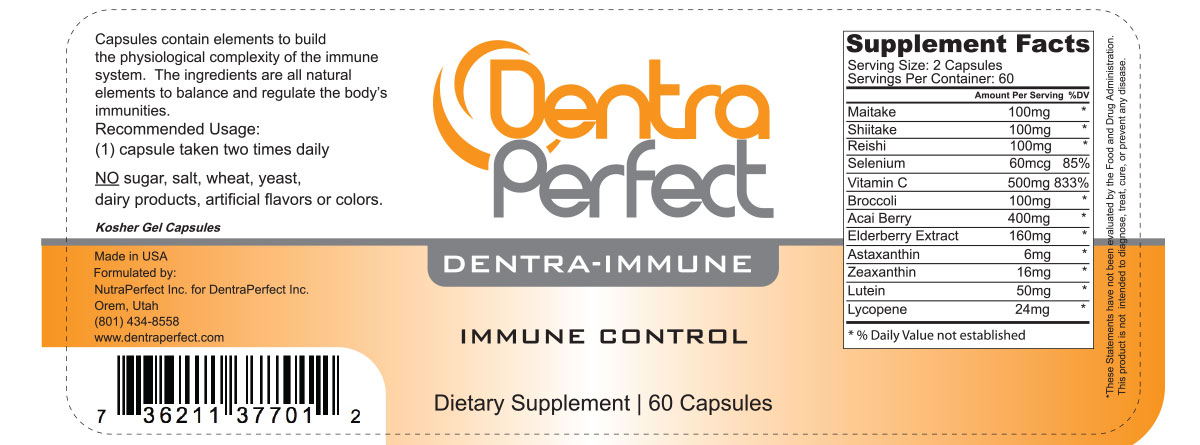 Capsules contain elements to build
the physiological complexity of the immune
system.  The ingredients are all natural
elements to balance and regulate the body's
immunities.
Recommended Usage:
(1) capsule taken two times daily
NO sugar, salt, wheat, yeast,
dairy products, artificial flavors or colors.
Kosher Gel Capsules
Made in USA
Formulated by:
NutraPerfect Inc. for DentraPerfect Inc.
Orem, Utah
(801) 434-8558
www.dentraperfect.com
7 36211 37701 2
Dentra
Perfect
DENTRA-IMMUNE
IMMUNE CONTROL
Dietary Supplement | 60 Capsules
Supplement Facts
Serving Size: 2 Capsules
Servings Per Container: 60
Amount Per Serving %DV
Maitake 100mg *
Shiitake 100mg *
Reishi 100mg *
Selenium 60mcg 85%
Vitamin C 500mg 833%
Broccoli 100mg *
Acai Berry 400mg *
Elderberry Extract 160mg *
Astaxanthin 6mg *
Zeaxanthin 16mg *
Lutein 50mg *
Lycopene 24mg *
* % Daily Value not established
*These Statements have not been evaluated by the Food and Drug Administration.
This product is not intended to diagnose, treat, cure, or prevent any disease.